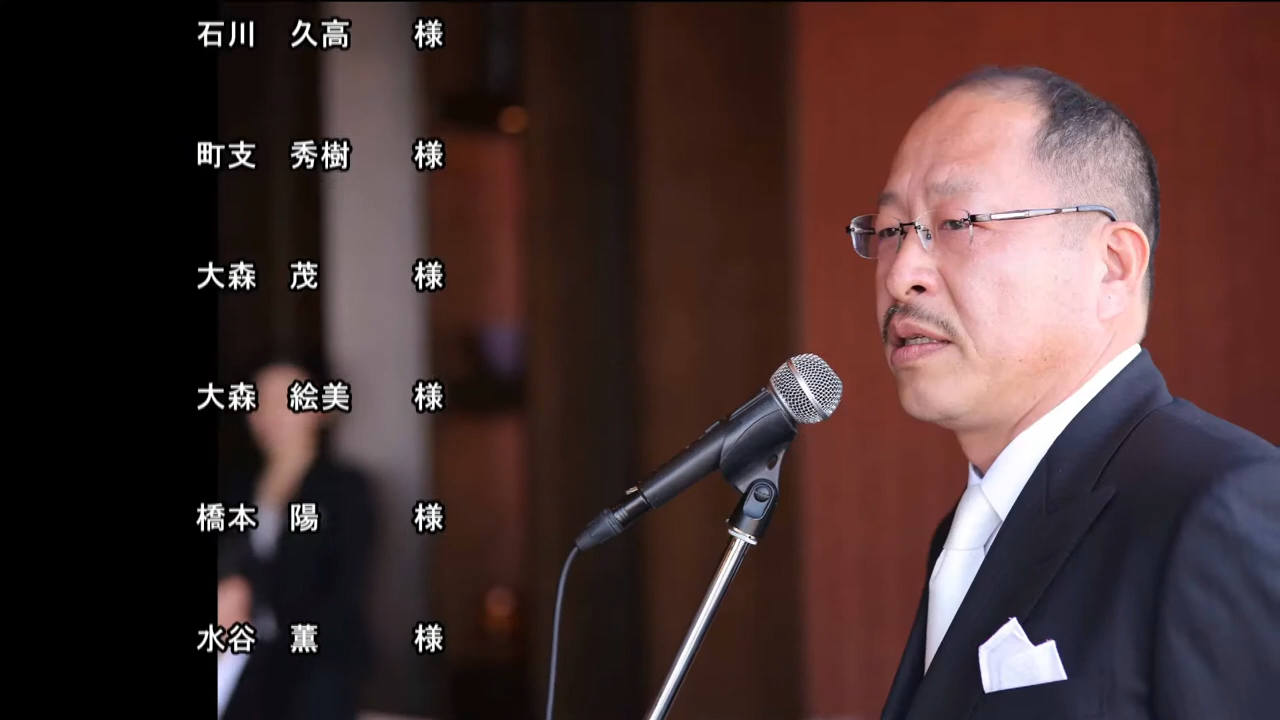 石川 久高 様
町支 秀樹 様
大森 茂 様
大森 絵美 様
橋本 陽 様
水谷 薫 様